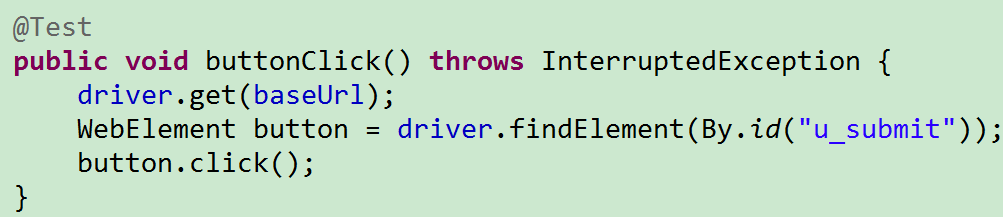 @Test
public void buttonClick() throws InterruptedException {
    driver.get(baseUrl);
    WebElement button = driver.findElement(By.id("u_submit"));
    button.click();
}